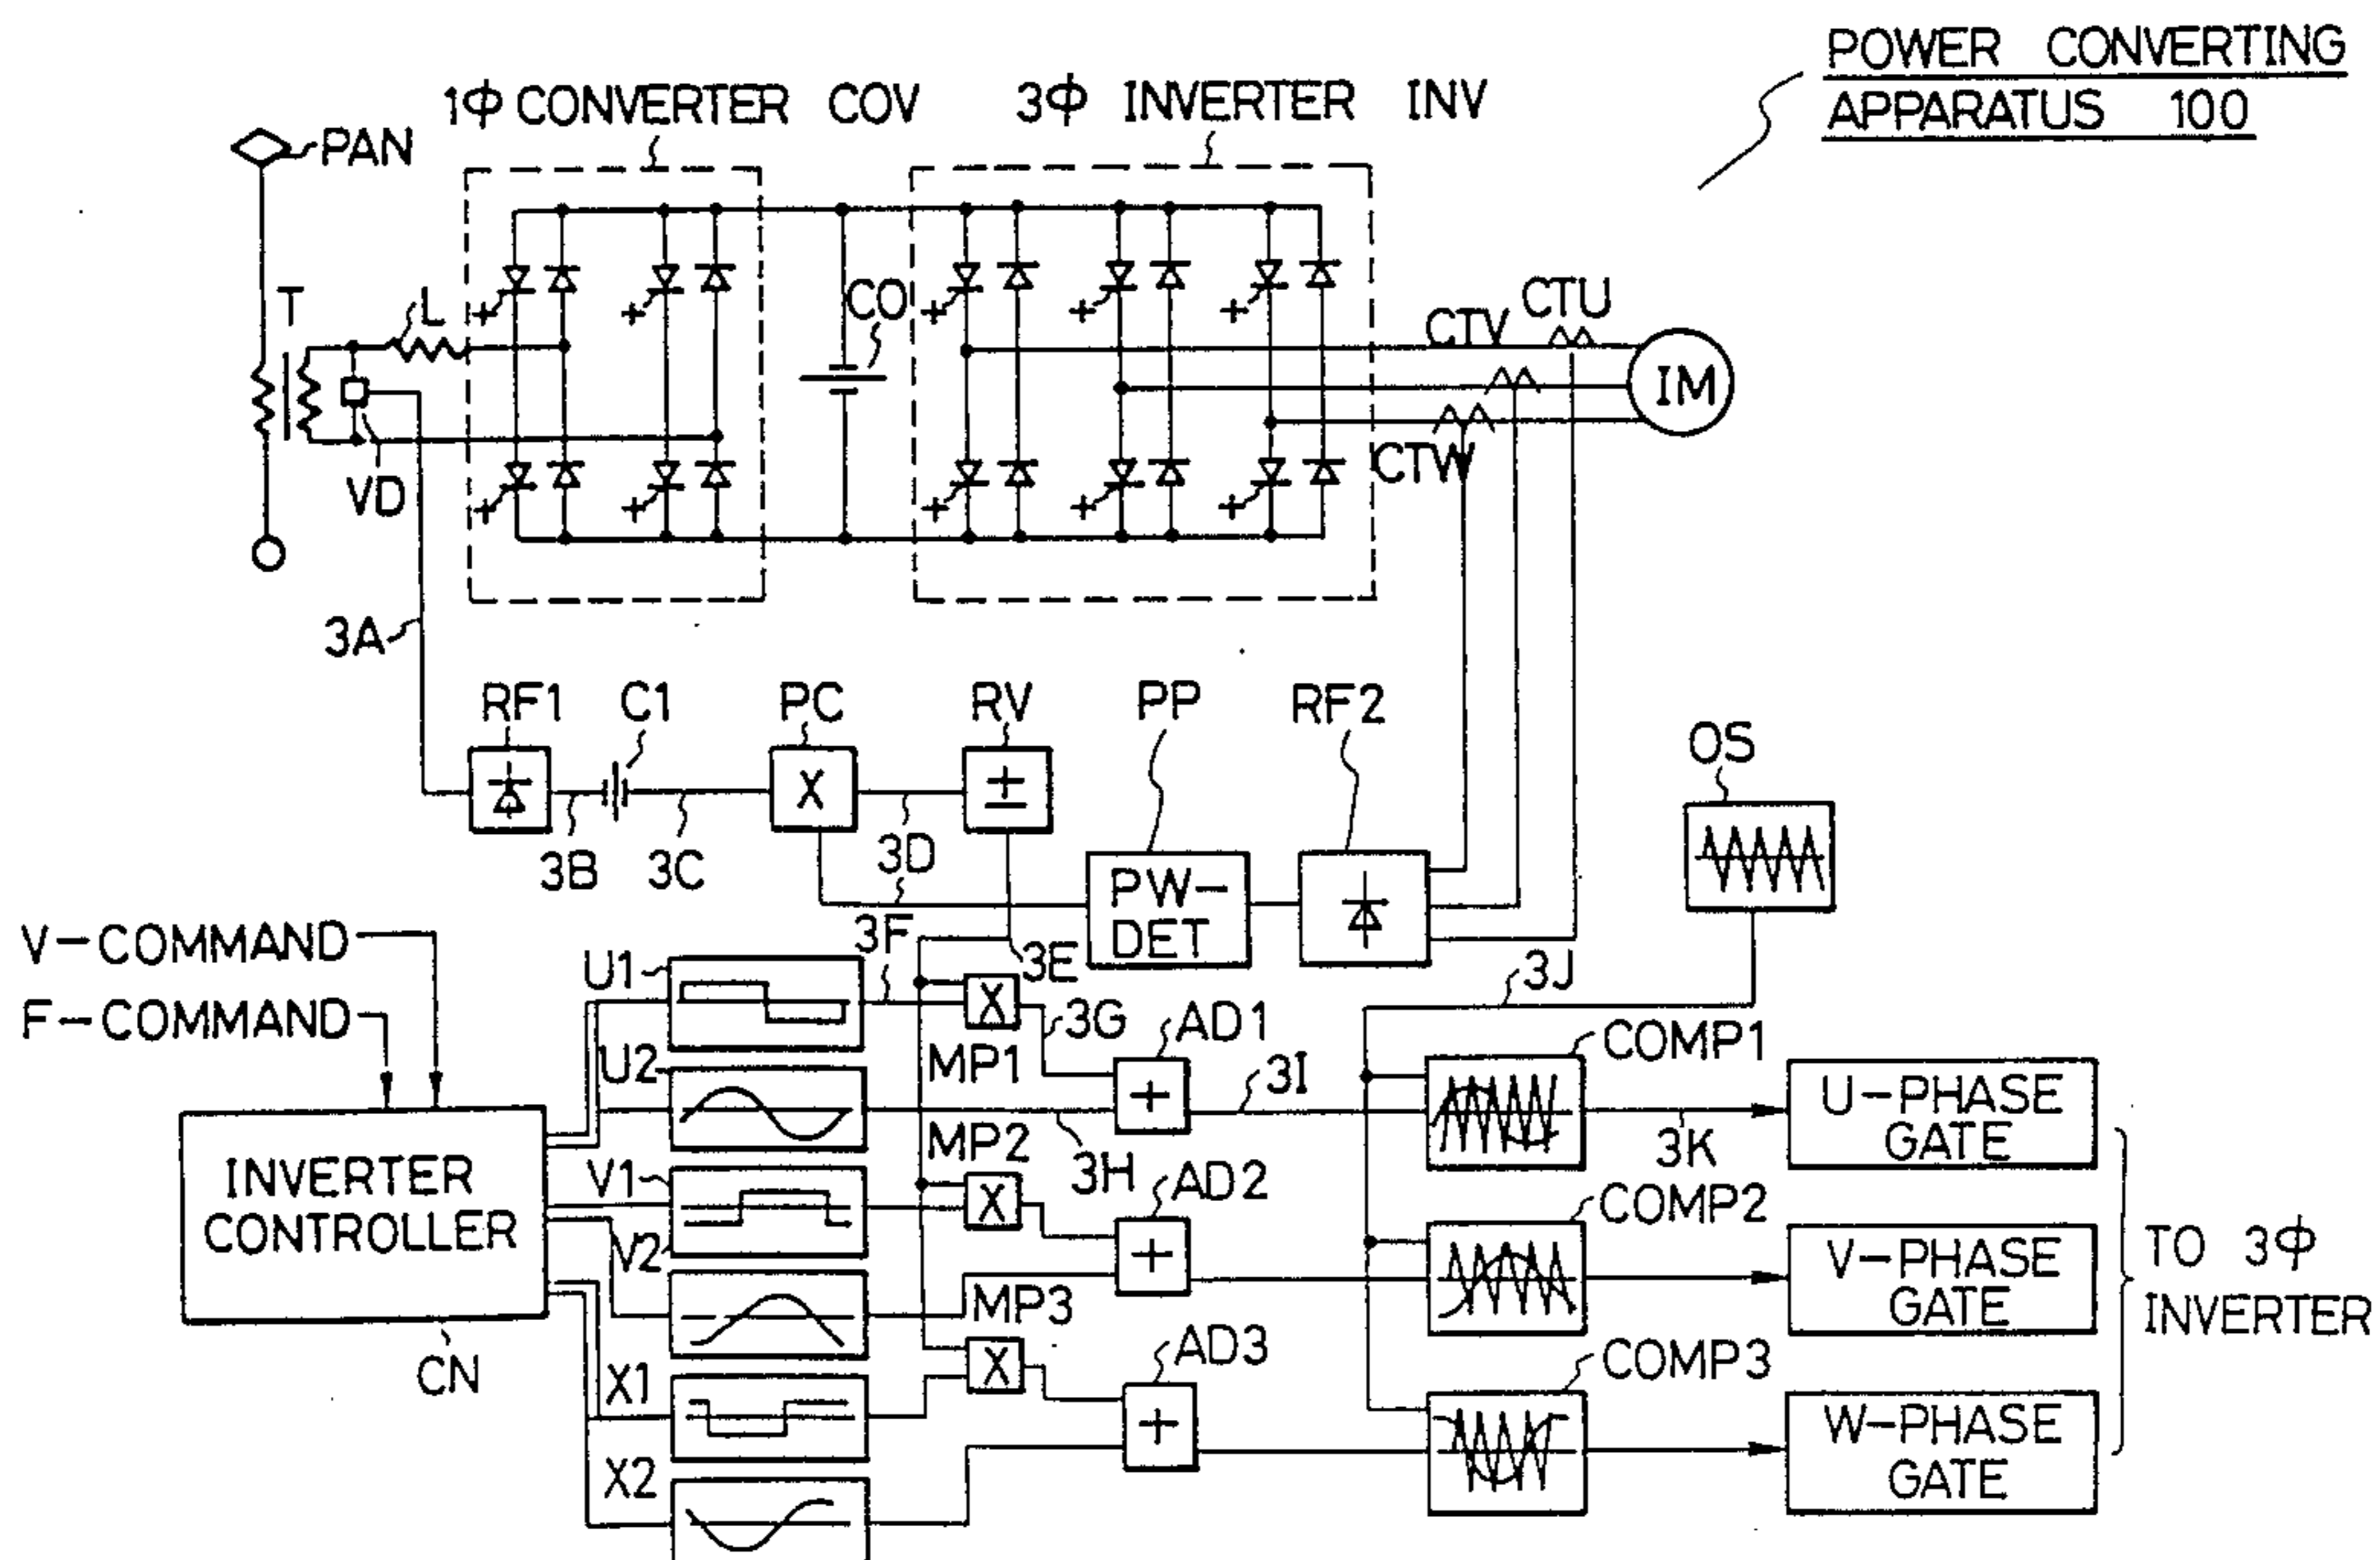 POWER CONVERTING
APPARATUS 100
1Φ CONVERTER COV
3Φ INVERTER INV
PAN
T
L
CO
CTV
CTU
IM
VD
CTW
3A
RF1
C1
PC
RV
PP
RF2
OS
X
±
3B
3C
3D
PW-
DET
V-COMMAND
F-COMMAND
3F
3E
3J
U1
X
3G
AD1
COMP1
U2
MP1
+
3I
U-PHASE
GATE
3K
MP2
3H
INVERTER
CONTROLLER
V1
X
AD2
COMP2
V2
+
V-PHASE
GATE
TO 3Φ
INVERTER
MP3
CN
X1
X
AD3
COMP3
+
W-PHASE
GATE
X2